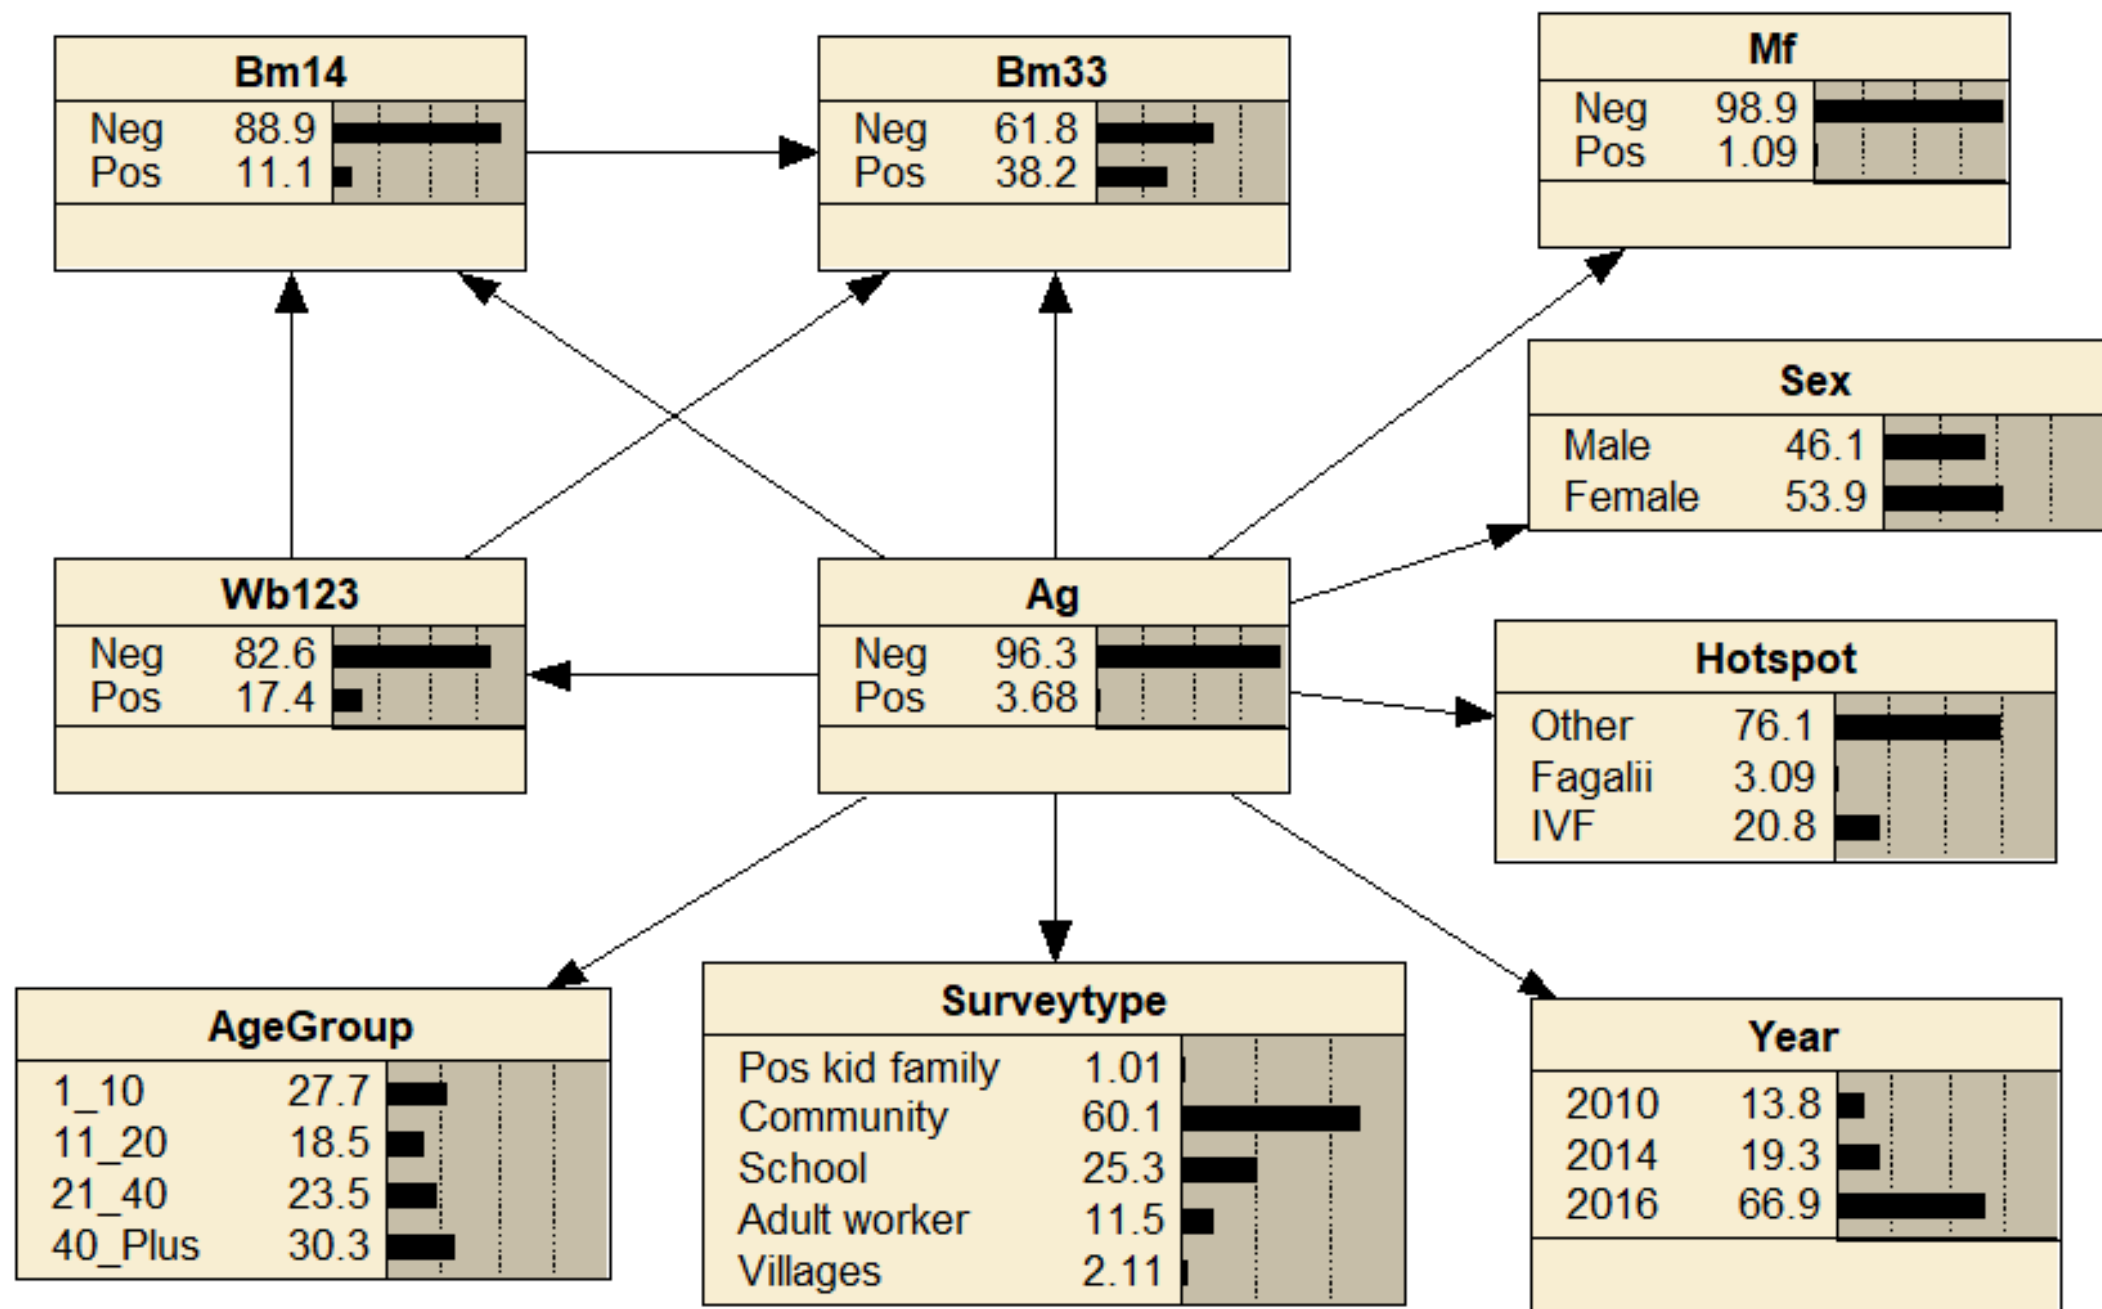 Bm14
Neg 88.9
Pos 11.1
Bm33
Neg 61.8
Pos 38.2
Mf
Neg 98.9
Pos 1.09
Sex
Male 46.1
Female 53.9
Wb123
Neg 82.6
Pos 17.4
Ag
Neg 96.3
Pos 3.68
Hotspot
Other 76.1
Fagalii 3.09
IVF 20.8
AgeGroup
1_10 27.7
11_20 18.5
21_40 23.5
40_Plus 30.3
Surveytype
Pos kid family 1.01
Community 60.1
School 25.3
Adult worker 11.5
Villages 2.11
Year
2010 13.8
2014 19.3
2016 66.9